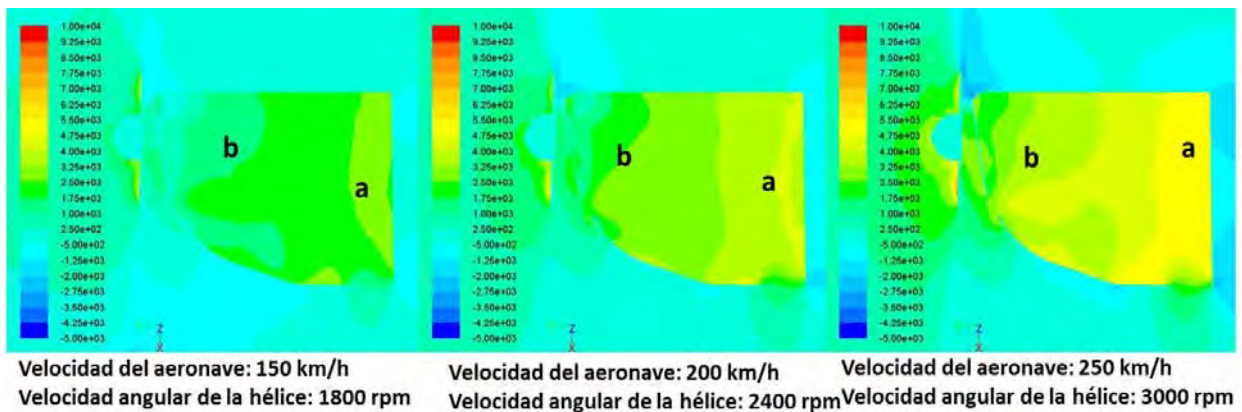 1.00e+04
9.25e+03
8.50e+03
7.75e+03
7.00e+03
6.25e+03
5.50e+03
4.75e+03
4.00e+03
3.25e+03
2.50e+03
1.75e+03
1.00e+03
2.50e+02
-5.00e+02
-1.25e+03
-2.00e+03
-2.75e+03
-3.50e+03
-4.25e+03
-5.00e+03
b
a
Z
X
Velocidad del aeronave: 150 km/h
Velocidad angular de la hélice: 1800 rpm
1.00e+04
9.25e+03
8.50e+03
7.75e+03
7.00e+03
6.25e+03
5.50e+03
4.75e+03
4.00e+03
3.25e+03
2.50e+03
1.75e+03
1.00e+03
2.50e+02
-5.00e+02
-1.25e+03
-2.00e+03
-2.75e+03
-3.50e+03
-4.25e+03
-5.00e+03
b
a
Z
X
Velocidad del aeronave: 200 km/h
Velocidad angular de la hélice: 2400 rpm
1.00e+04
9.25e+03
8.50e+03
7.75e+03
7.00e+03
6.25e+03
5.50e+03
4.75e+03
4.00e+03
3.25e+03
2.50e+03
1.75e+03
1.00e+03
2.50e+02
-5.00e+02
-1.25e+03
-2.00e+03
-2.75e+03
-3.50e+03
-4.25e+03
-5.00e+03
b
a
Z
X
Velocidad del aeronave: 250 km/h
Velocidad angular de la hélice: 3000 rpm